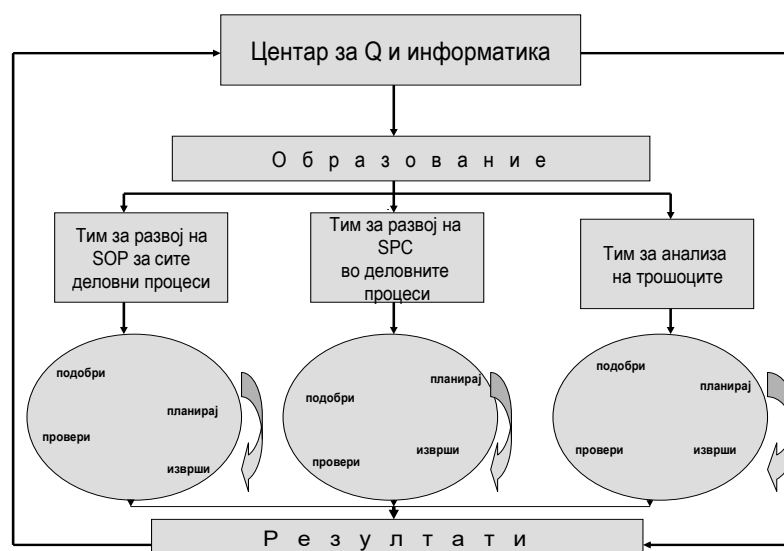 Центар за Q и информатика
О б р а з о в а н и е
Тим за развој на
SOP за сите
деловни процеси
Тим за развој на
SPC
во деловните
процеси
Тим за анализа
на трошоците
подобри
планирај
провери
изврши
планирај
подобри
изврши
провери
подобри
планирај
провери
изврши
Р е з у л т а т и